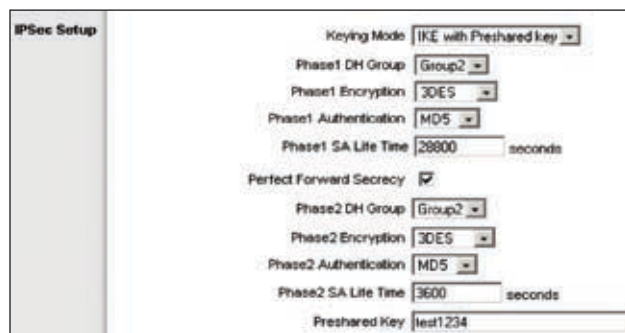 IPSec Setup
Keying Mode IKE with Preshared key
Phase1 DH Group Group2
Phase1 Encryption 3DES
Phase1 Authentication MD5
Phase1 SA Life Time 28800 seconds
Perfect Forward Secrecy
Phase2 DH Group Group2
Phase2 Encryption 3DES
Phase2 Authentication MD5
Phase2 SA Life Time 3600 seconds
Preshared Key test1234